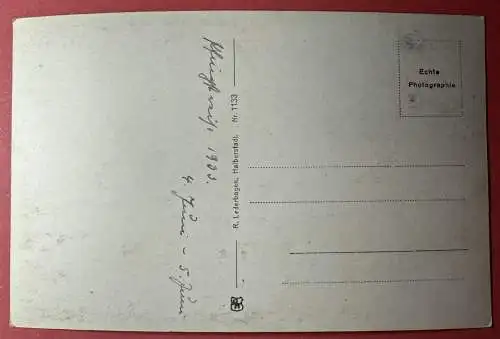 Pfingstreise 1933.
4. Juni - 5. Juni
R. Lederbogen, Halberstadt, Nr. 1133
Echte
Photographie